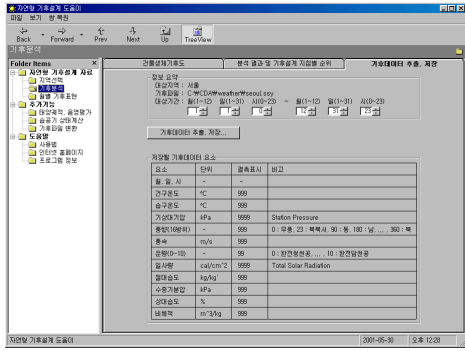 자연형 기후설계 도움이
파일 보기 항목원
Back Forward Prev Next Up TreeView
기후분석
Folder Items
자연형 기후설계 자료
지역선택
기후분석
월별 기후표현
추가기능
태양궤적, 음영평가
습공기 상태계산
기후파일 변환
도움말
사용법
인터넷 홈페이지
프로그램 정보
건물생체기후도 분석 결과 및 기후설계 지침별 순위 기후데이터 추출, 저장
정보 요약
대상지역 : 서울
기후파일 : C:₩CDA₩weather₩seoul.ssy
대상기간 : 월(1~12) 일(1~31) 시(0~23) ~ 월(1~12) 일(1~31) 시(0~23)
1 1 0 12 31 23
기후데이터 추출, 저장...
저장될 기후데이터 요소
요소 단위 결측표시 비고
월, 일, 시 - -
건구온도 ℃ 999
습구온도 ℃ 999
기상대기압 kPa 9999 Station Pressure
풍향(16방위) - 999 0 : 무풍, 23 : 북북서, 90 : 동, 180 : 남, ... , 360 : 북
풍속 m/s 999
운량(0~10) - 99 0 : 완전청천공, ... , 10 : 완전담천공
일사량 cal/cm^2 9999 Total Solar Radiation
절대습도 kg/kg' 999
수증기분압 kPa 999
상대습도 % 999
비체적 m^3/kg 999
자연형 기후설계 도움이 2001-05-30 오후 12:28